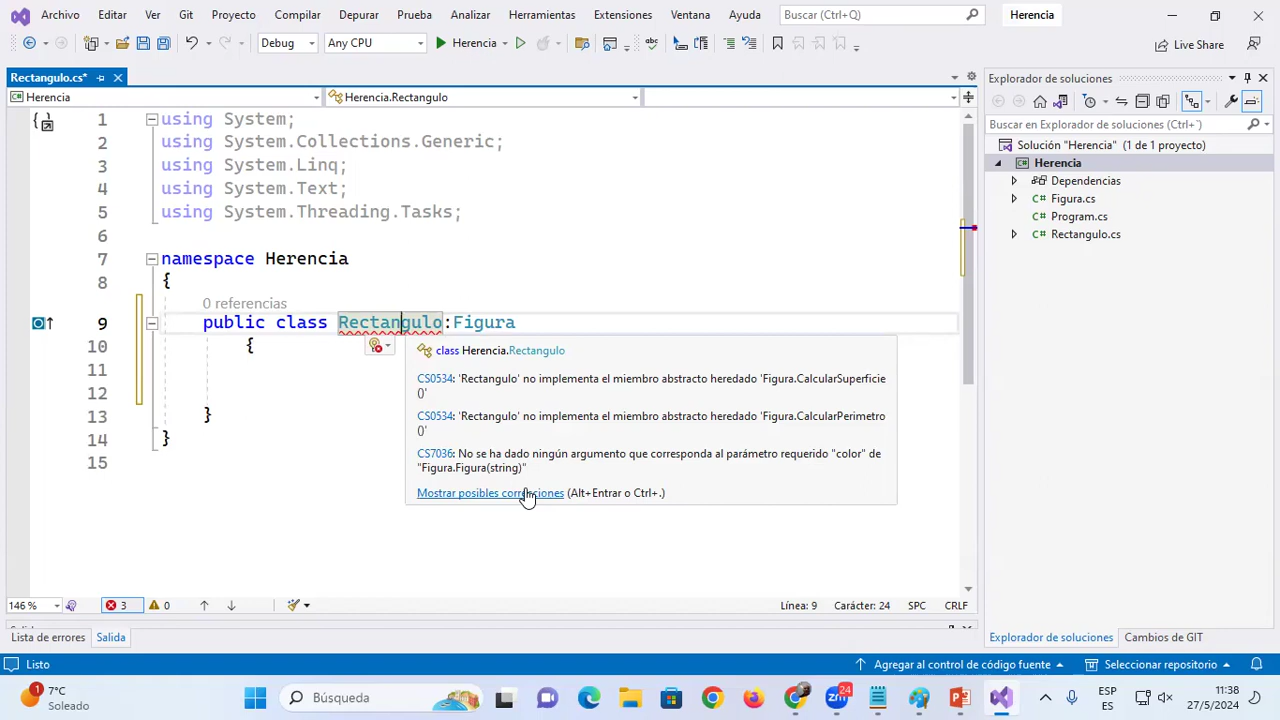 Archivo Editar Ver Git Proyecto Compilar Depurar Prueba Analizar Herramientas Extensiones Ventana Ayuda Buscar (Ctrl+Q) Herencia
Debug Any CPU Herencia Live Share
Rectangulo.cs* Explorador de soluciones
Herencia Herencia.Rectangulo
Buscar en Explorador de soluciones (Ctrl+´)
Solución "Herencia" (1 de 1 proyecto)
Herencia
Dependencias
C# Figura.cs
C# Program.cs
C# Rectangulo.cs
1 using System;
2 using System.Collections.Generic;
3 using System.Linq;
4 using System.Text;
5 using System.Threading.Tasks;
6
7 namespace Herencia
8 {
0 referencias
9 public class Rectangulo:Figura
10 {
11
12
13 }
14 }
15
class Herencia.Rectangulo
CS0534: 'Rectangulo' no implementa el miembro abstracto heredado 'Figura.CalcularSuperficie
()'
CS0534: 'Rectangulo' no implementa el miembro abstracto heredado 'Figura.CalcularPerimetro
()'
CS7036: No se ha dado ningún argumento que corresponda al parámetro requerido "color" de
"Figura.Figura(string)"
Mostrar posibles correcciones (Alt+Entrar o Ctrl+.)
146 % 3 0 Línea: 9 Carácter: 24 SPC CRLF
Lista de errores Salida Explorador de soluciones Cambios de GIT
Listo Agregar al control de código fuente Seleccionar repositorio
1 7°C
Soleado
Búsqueda
24
ESP
ES
11:38
27/5/2024